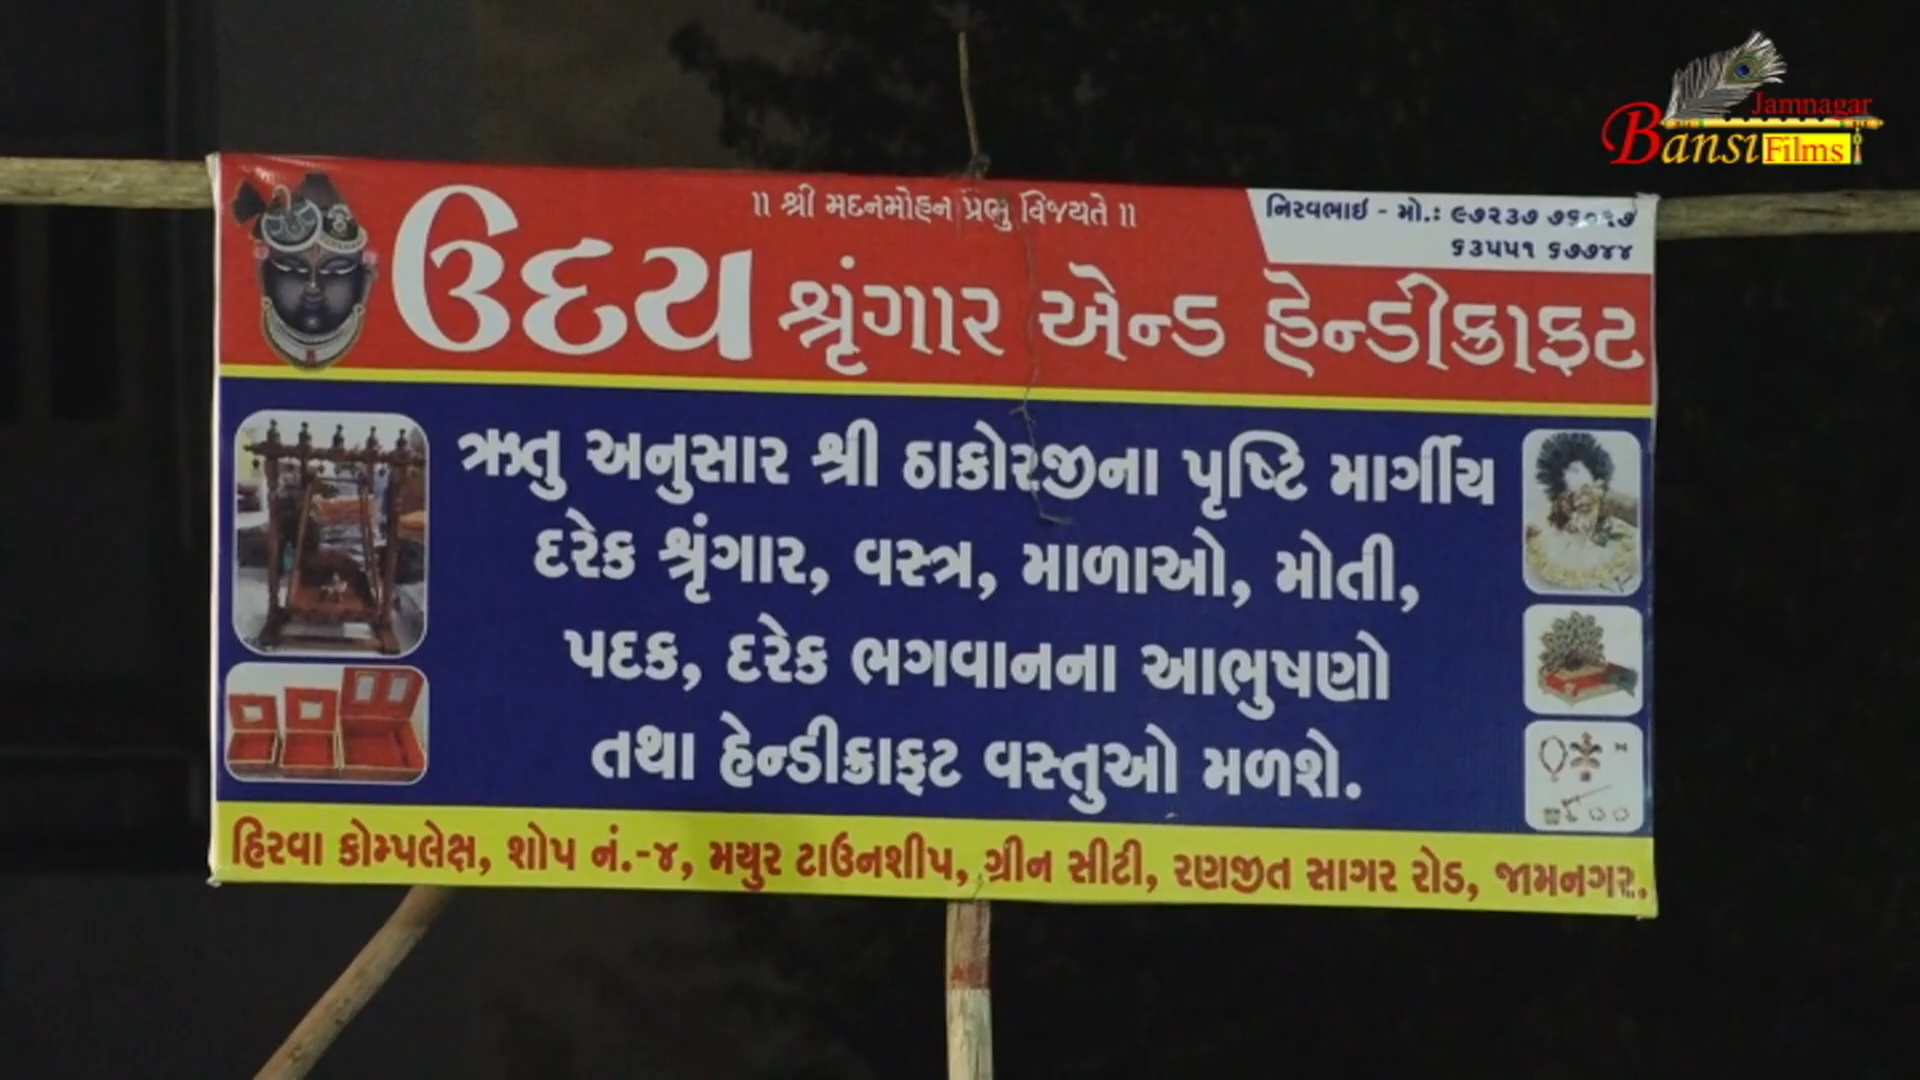 Jamnagar
Bansi Films
॥ શ્રી મદનમોહન પ્રભુ વિજયતે ॥
નિરવભાઇ - મો.: ૯૭૨૩૭
૬૩૫૫૧ ૬૭૭૪૪
ઉદય શ્રૃંગાર એન્ડ હેન્ડીક્રાફટ
ઋતુ અનુસાર શ્રી ઠાકોરજીના પૃષ્ટિ માર્ગીય
દરેક શ્રૃંગાર, વસ્ત્ર, માળાઓ, મોતી,
પદક, દરેક ભગવાનના આભુષણો
તથા હેન્ડીક્રાફટ વસ્તુઓ મળશે.
હિરવા કોમ્પલેક્ષ, શોપ નં.-૪, મયુર ટાઉનશીપ, ગ્રીન સીટી, રણજીત સાગર રોડ, જામનગર.